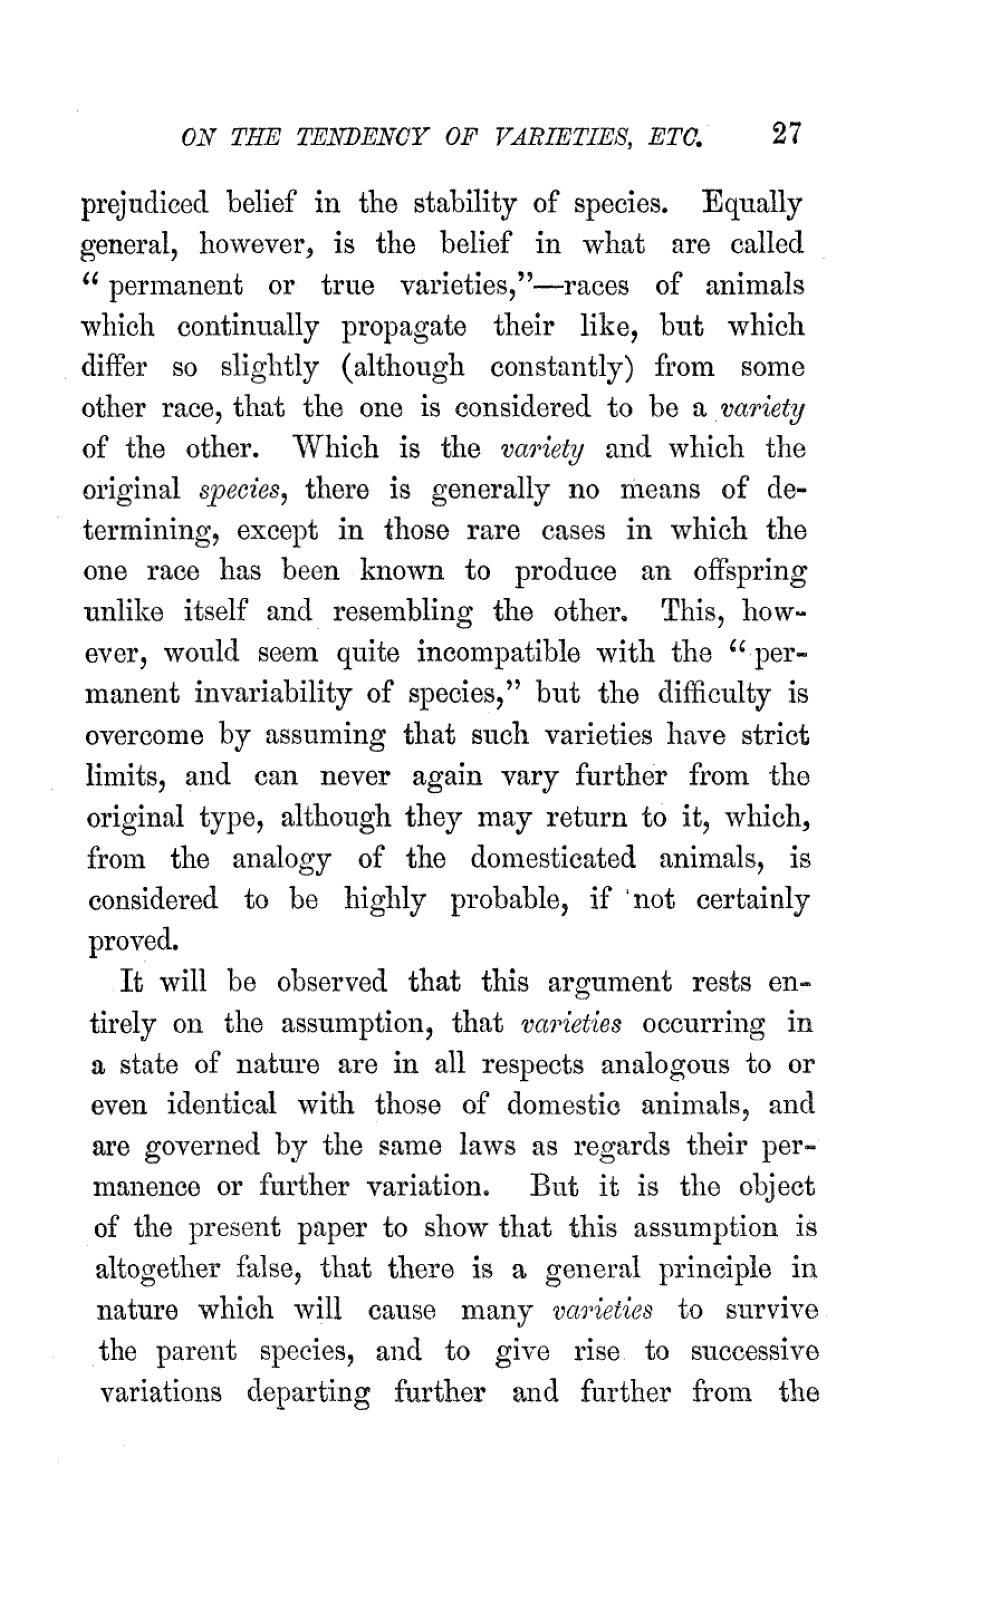 ON THE TENDENCY OF VARIETIES, ETC. 27
prejudiced belief in the stability of species. Equally
general, however, is the belief in what are called
“ permanent or true varieties,”—races of animals
which continually propagate their like, but which
differ so slightly (although constantly) from some
other race, that the one is considered to be a variety
of the other. Which is the variety and which the
original species, there is generally no means of de-
termining, except in those rare cases in which the
one race has been known to produce an offspring
unlike itself and resembling the other. This, how-
ever, would seem quite incompatible with the “ per-
manent invariability of species,” but the difficulty is
overcome by assuming that such varieties have strict
limits, and can never again vary further from the
original type, although they may return to it, which,
from the analogy of the domesticated animals, is
considered to be highly probable, if not certainly
proved.
It will be observed that this argument rests en-
tirely on the assumption, that varieties occurring in
a state of nature are in all respects analogous to or
even identical with those of domestic animals, and
are governed by the same laws as regards their per-
manence or further variation. But it is the object
of the present paper to show that this assumption is
altogether false, that there is a general principle in
nature which will cause many varieties to survive
the parent species, and to give rise to successive
variations departing further and further from the